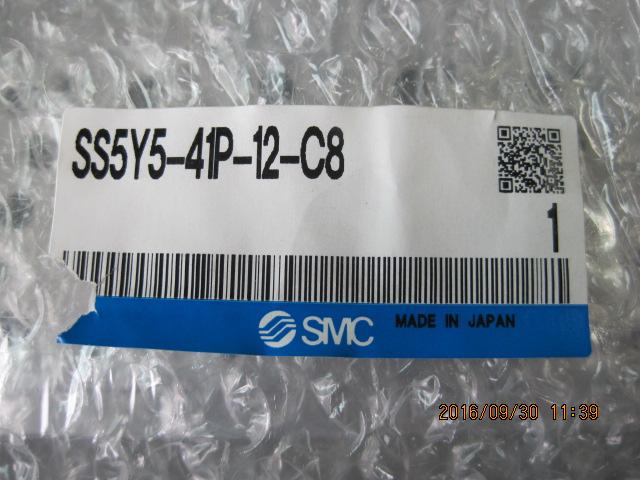 SS5Y5-41P-12-C8
1
SMC MADE IN JAPAN
2016/09/30 11:39